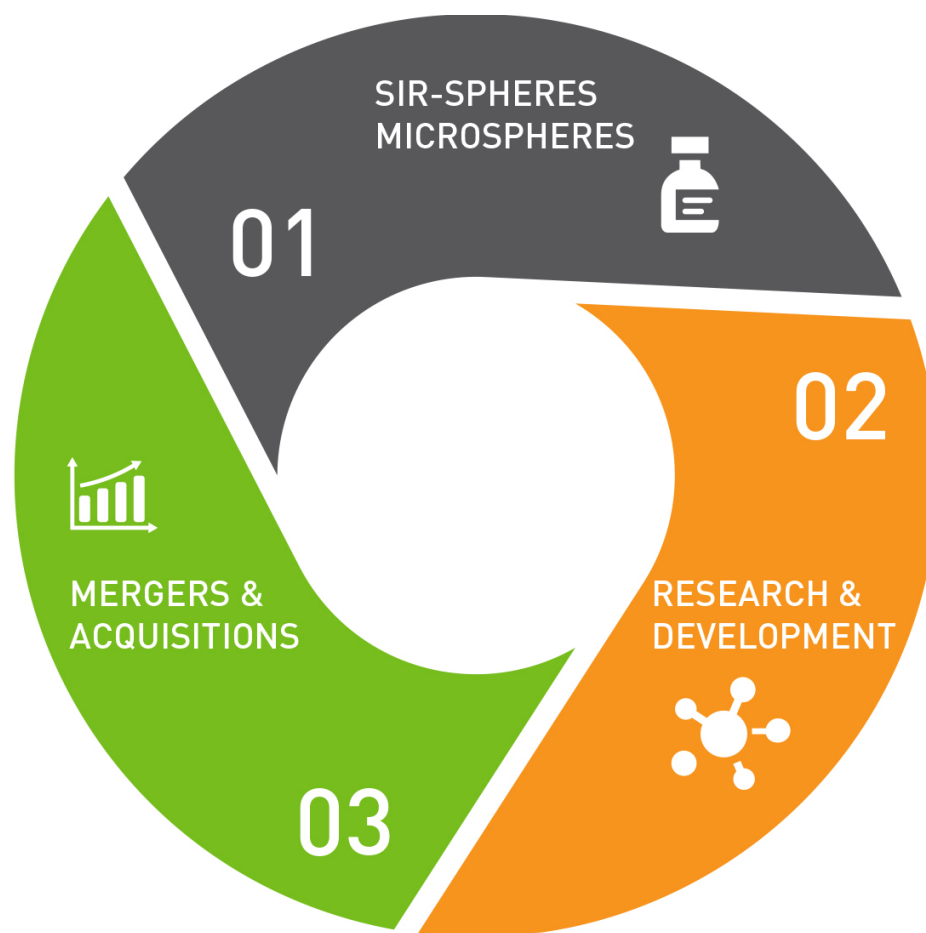 SIR-SPHERES
MICROSPHERES
01
02
RESEARCH &
DEVELOPMENT
MERGERS &
ACQUISITIONS
03